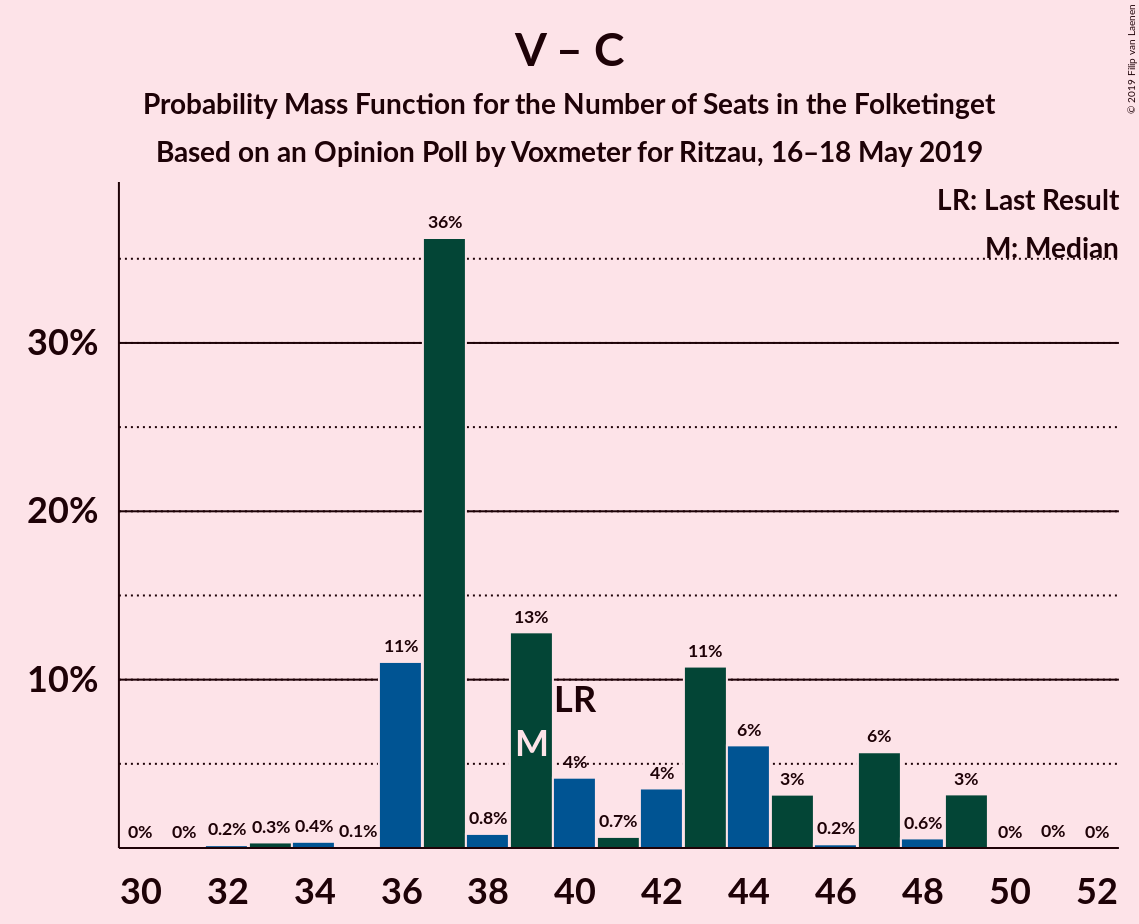 V – C
Probability Mass Function for the Number of Seats in the Folketinget
Based on an Opinion Poll by Voxmeter for Ritzau, 16–18 May 2019
© 2019 Filip van Laenen
LR: Last Result
M: Median
36%
30%
20%
13%
11%
11%
10%
LR
M
6%
6%
4%
4%
3%
3%
0.8%
0.7%
0.6%
0% 0% 0.2% 0.3% 0.4% 0.1% 0.2% 0% 0% 0%
30 32 34 36 38 40 42 44 46 48 50 52